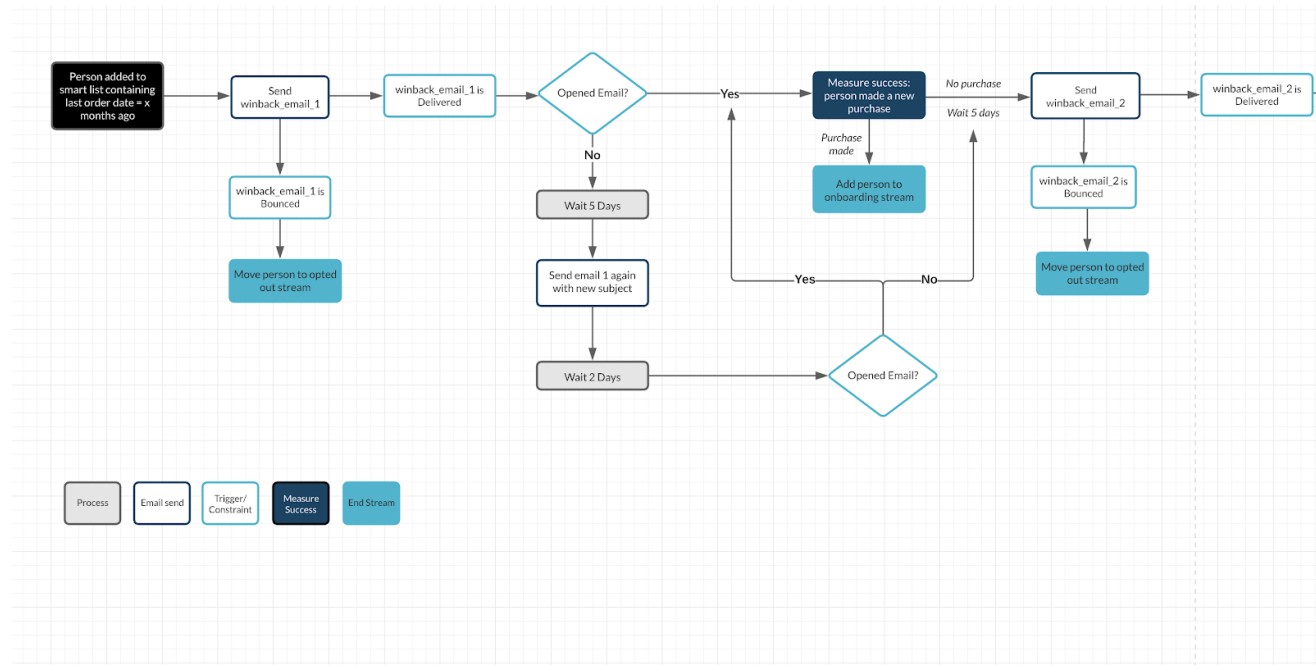 Person added to
smart list containing
last order date = x
months ago
Send
winback_email_1
winback_email_1 is
Delivered
Opened Email?
Yes
Measure success:
person made a new
purchase
No purchase
Wait 5 days
Send
winback_email_2
winback_email_2 is
Delivered
No
Purchase
made
winback_email_1 is
Bounced
Wait 5 Days
Add person to
onboarding stream
winback_email_2 is
Bounced
Move person to opted
out stream
Send email 1 again
with new subject
Yes
No
Move person to opted
out stream
Wait 2 Days
Opened Email?
Process
Email send
Trigger/
Constraint
Measure
Success
End Stream